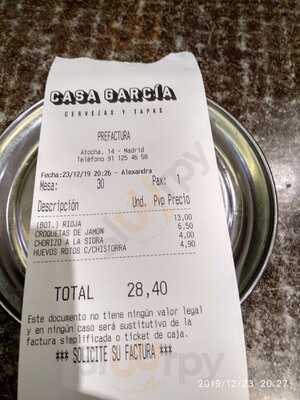 CASA GARCÍA
CERVEZAS Y TAPAS
PREFACTURA
Atocha, 14 - Madrid
Teléfono 91 125 46 56
Fecha:23/12/19 20:26 - Alexandra
Mesa: 30 Pax: 1
Descripción Und. Pvp Precio
(BOT.) RIOJA 13,00
CROQUETAS DE JAMON 6,50
CHORIZO A LA SIDRA 4,00
HUEVOS ROTOS C/CHISTORRA 4,90
TOTAL 28,40
Este documento no tiene ningún valor legal
y en ningún caso será sustitutivo de la
factura simplificada o ticket de caja.
*** SOLICITE SU FACTURA ***
2019/12/23 20:27